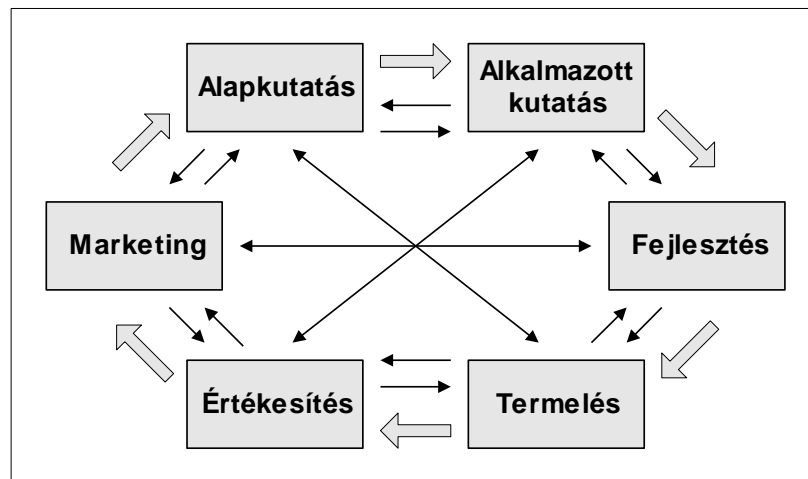 Alapkutatás
Alkalmazott
kutatás
Marketing
Fejlesztés
Értékesítés
Termelés